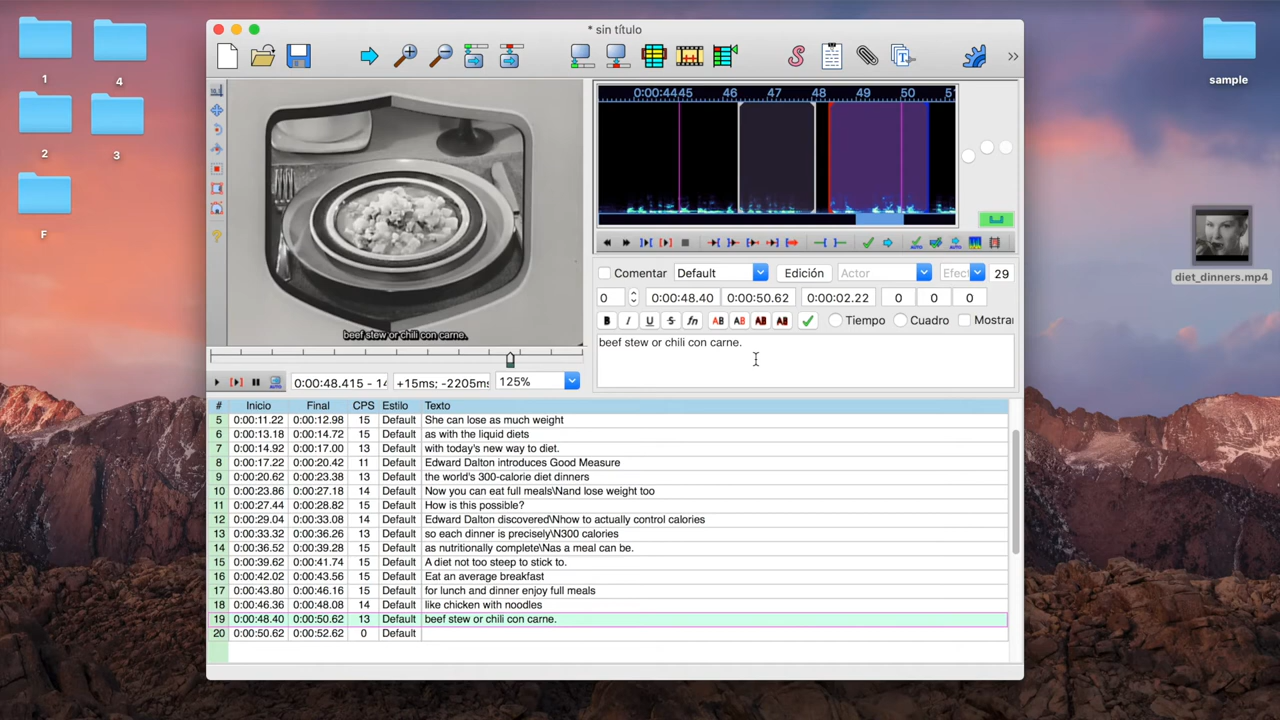 * sin título
1
4
2
3
F
sample
diet_dinners.mp4
0:00:44 45 46 47 48 49 50 5
beef stew or chili con carne.
Comentar Default Edición Actor Efect 29
0 0:00:48.40 0:00:50.62 0:00:02.22 0 0 0
B I U S fn AB AB AB AB Tiempo Cuadro Mostrar
beef stew or chili con carne.
0:00:48.415 - 14 +15ms; -2205ms 125%
# Inicio Final CPS Estilo Texto
5 0:00:11.22 0:00:12.98 15 Default She can lose as much weight
6 0:00:13.18 0:00:14.72 15 Default as with the liquid diets
7 0:00:14.92 0:00:17.00 13 Default with today's new way to diet.
8 0:00:17.22 0:00:20.42 11 Default Edward Dalton introduces Good Measure
9 0:00:20.62 0:00:23.38 13 Default the world's 300-calorie diet dinners
10 0:00:23.86 0:00:27.18 14 Default Now you can eat full meals\Nand lose weight too
11 0:00:27.44 0:00:28.82 15 Default How is this possible?
12 0:00:29.04 0:00:33.08 14 Default Edward Dalton discovered\Nhow to actually control calories
13 0:00:33.32 0:00:36.26 13 Default so each dinner is precisely\N300 calories
14 0:00:36.52 0:00:39.28 15 Default as nutritionally complete\Nas a meal can be.
15 0:00:39.62 0:00:41.74 15 Default A diet not too steep to stick to.
16 0:00:42.02 0:00:43.56 15 Default Eat an average breakfast
17 0:00:43.80 0:00:46.16 15 Default for lunch and dinner enjoy full meals
18 0:00:46.36 0:00:48.08 14 Default like chicken with noodles
19 0:00:48.40 0:00:50.62 13 Default beef stew or chili con carne.
20 0:00:50.62 0:00:52.62 0 Default